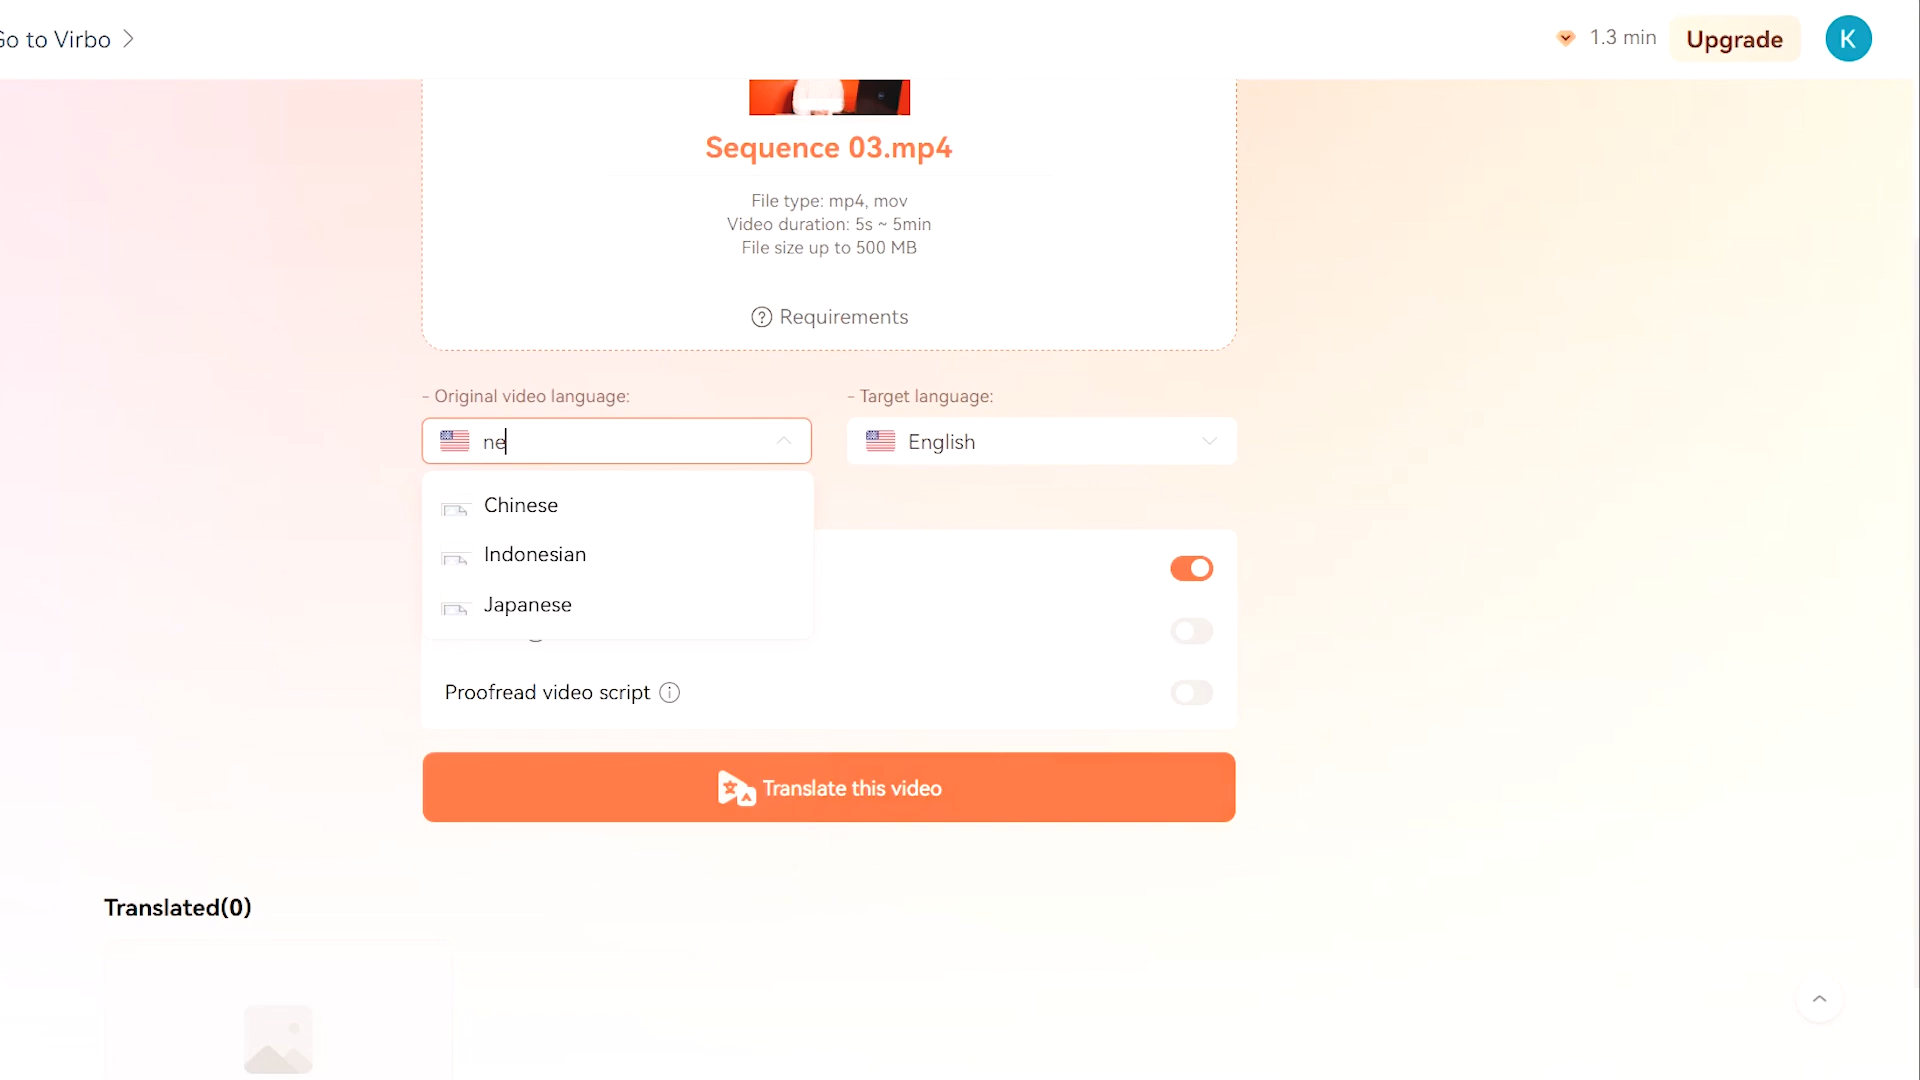 Go to Virbo
1.3 min
Upgrade
K
Sequence 03.mp4
File type: mp4, mov
Video duration: 5s ~ 5min
File size up to 500 MB
? Requirements
- Original video language:
- Target language:
ne
English
Chinese
Indonesian
Japanese
Proofread video script
Translate this video
Translated(0)